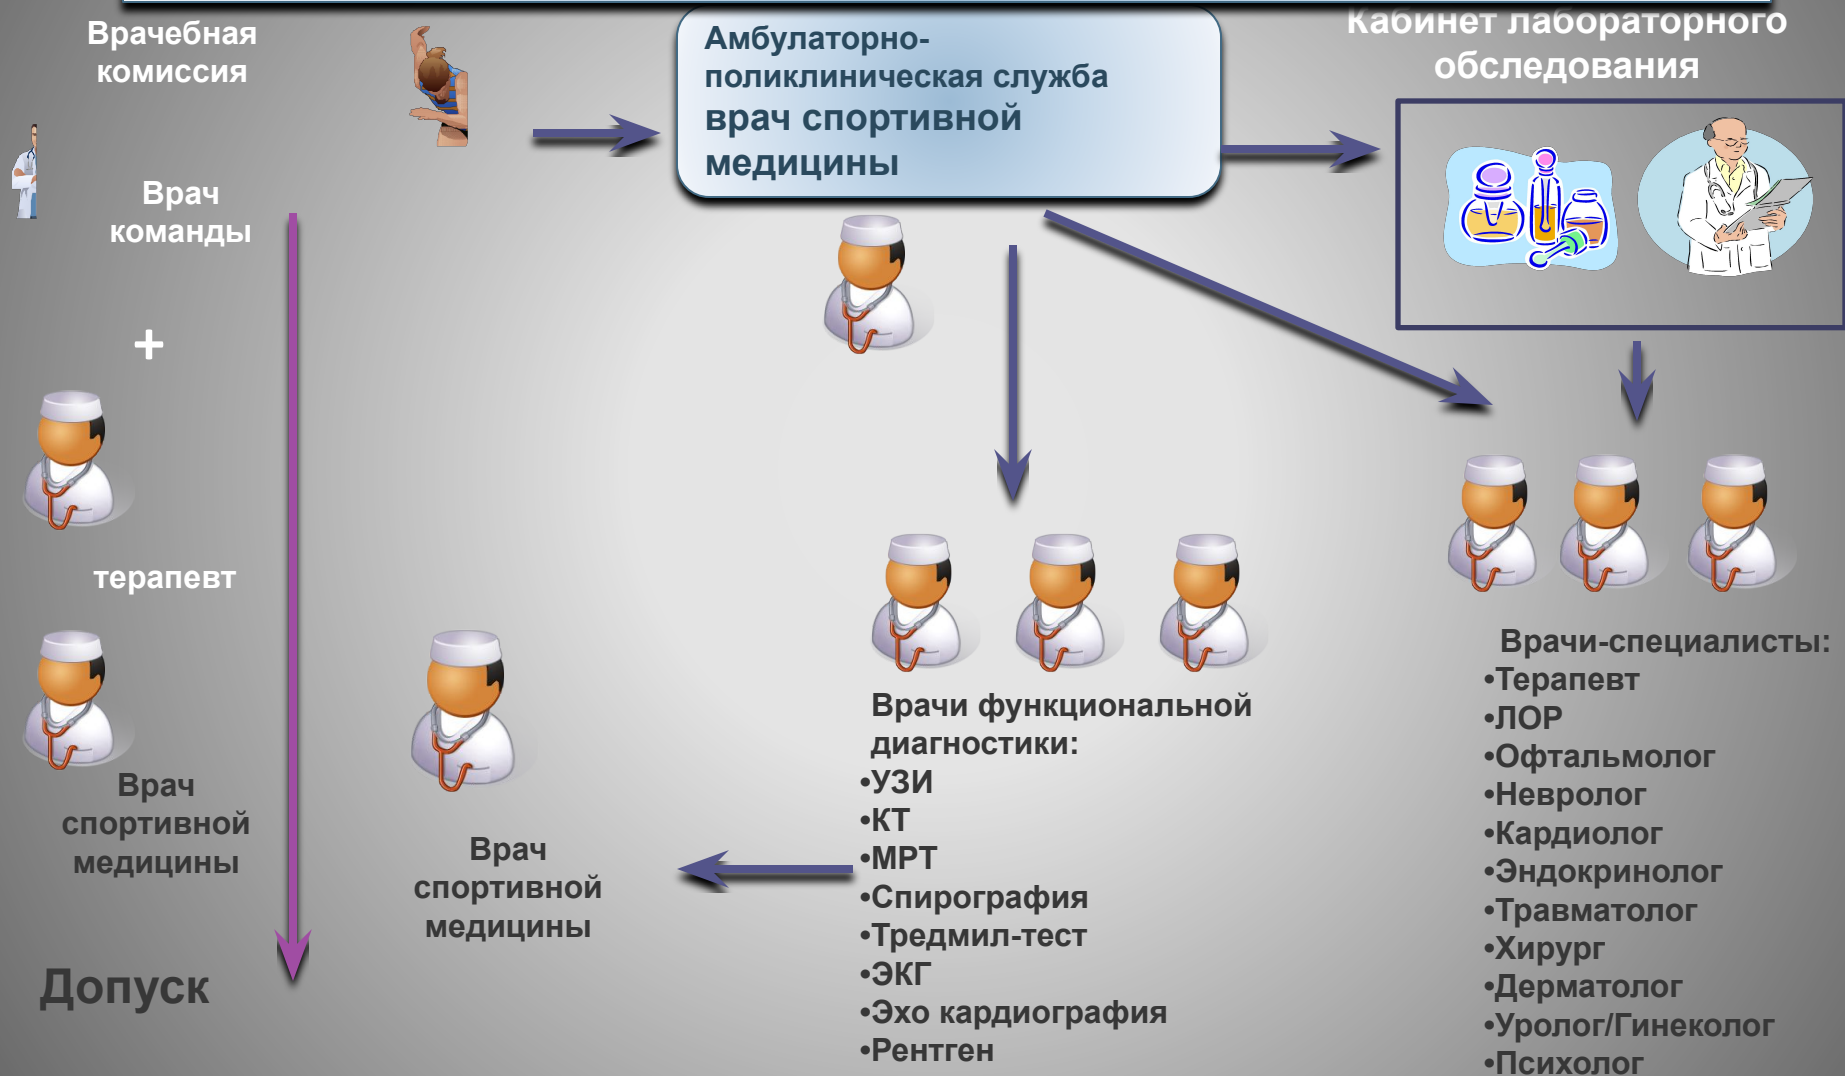 Врачебная
комиссия
Врач
команды
+
терапевт
Врач
спортивной
медицины
Допуск
Амбулаторно-
поликлиническая служба
врач спортивной
медицины
Кабинет лабораторного
обследования
Врач
спортивной
медицины
Врачи функциональной
диагностики:
•УЗИ
•КТ
•МРТ
•Спирография
•Тредмил-тест
•ЭКГ
•Эхо кардиография
•Рентген
Врачи-специалисты:
•Терапевт
•ЛОР
•Офтальмолог
•Невролог
•Кардиолог
•Эндокринолог
•Травматолог
•Хирург
•Дерматолог
•Уролог/Гинеколог
•Психолог